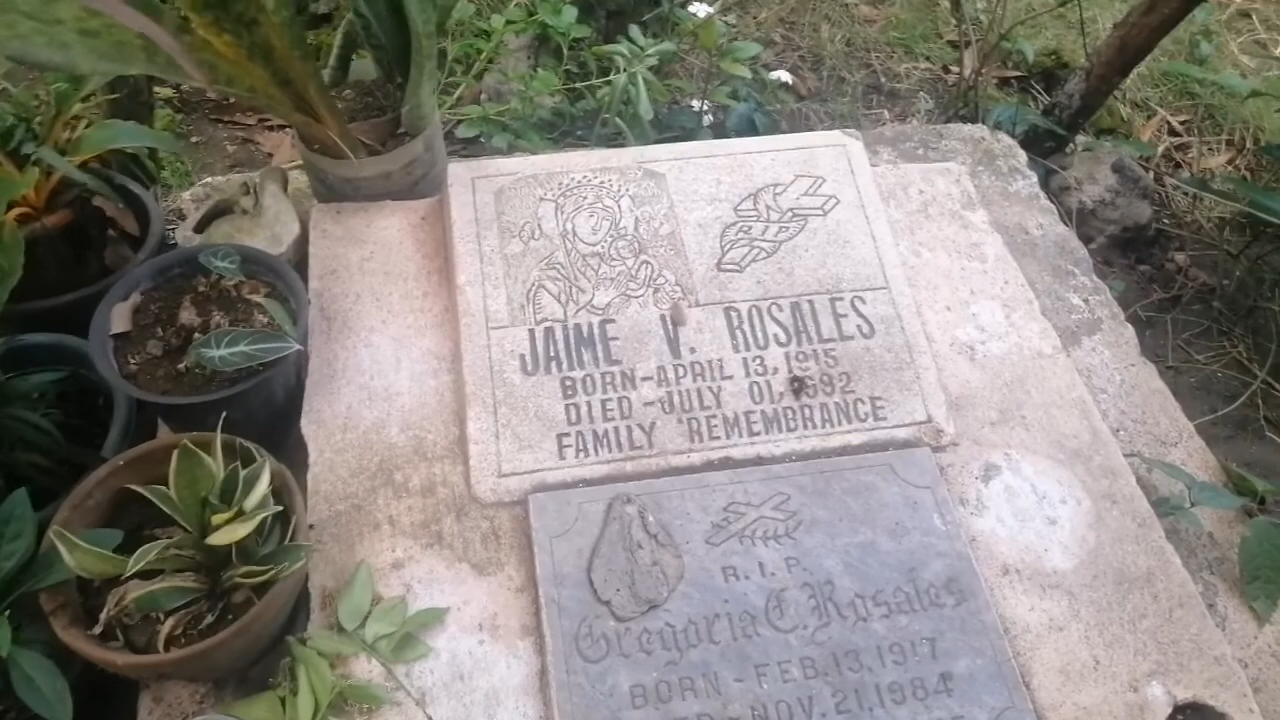 R.I.P.
JAIME V. ROSALES
BORN-APRIL 13, 1915
DIED-JULY 01, 1992
FAMILY REMEMBRANCE
R.I.P.
Gregoria C. Rosales
BORN - FEB. 13, 1917
DIED - NOV. 21, 1984